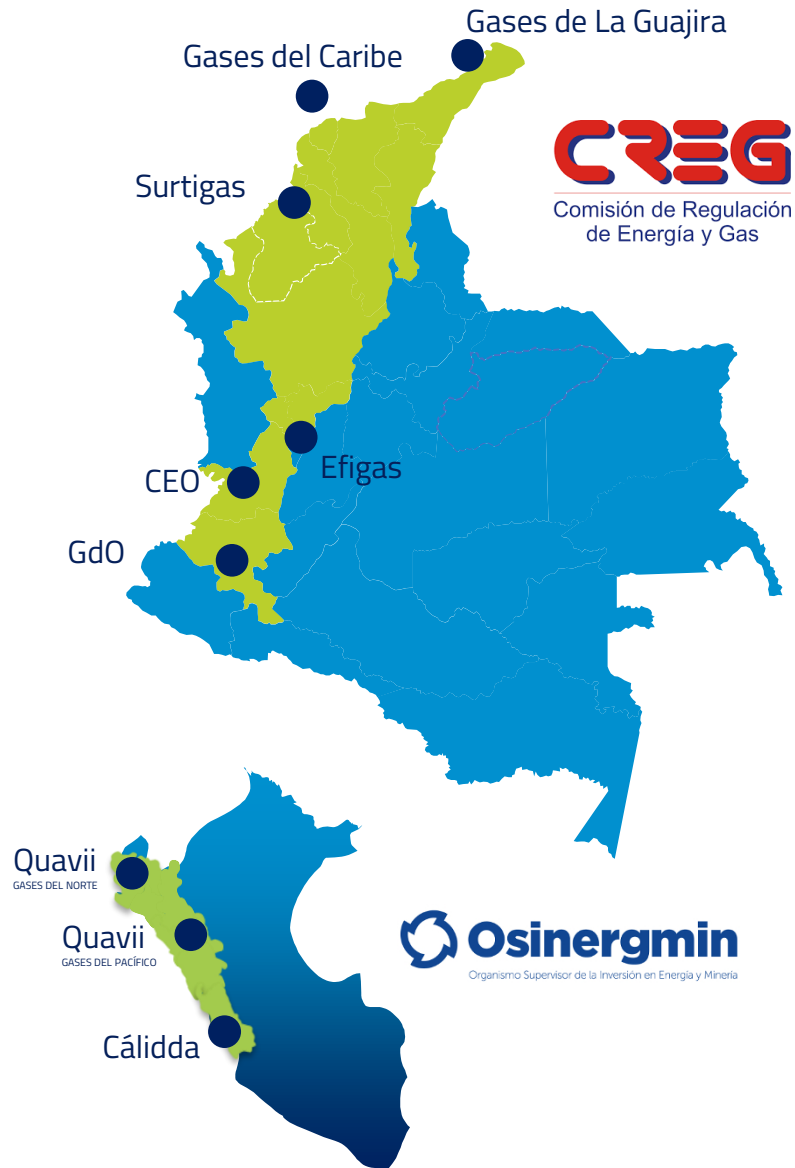 Gases de La Guajira
Gases del Caribe
CREG
Comisión de Regulación
de Energía y Gas
Surtigas
Efigas
CEO
GdO
Quavii
GASES DEL NORTE
Quavii
GASES DEL PACÍFICO
Osinergmin
Organismo Supervisor de la Inversión en Energía y Minería
Cálidda